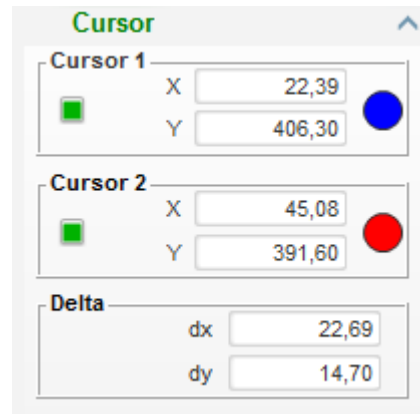 Cursor
Cursor 1
X 22,39
Y 406,30
Cursor 2
X 45,08
Y 391,60
Delta
dx 22,69
dy 14,70